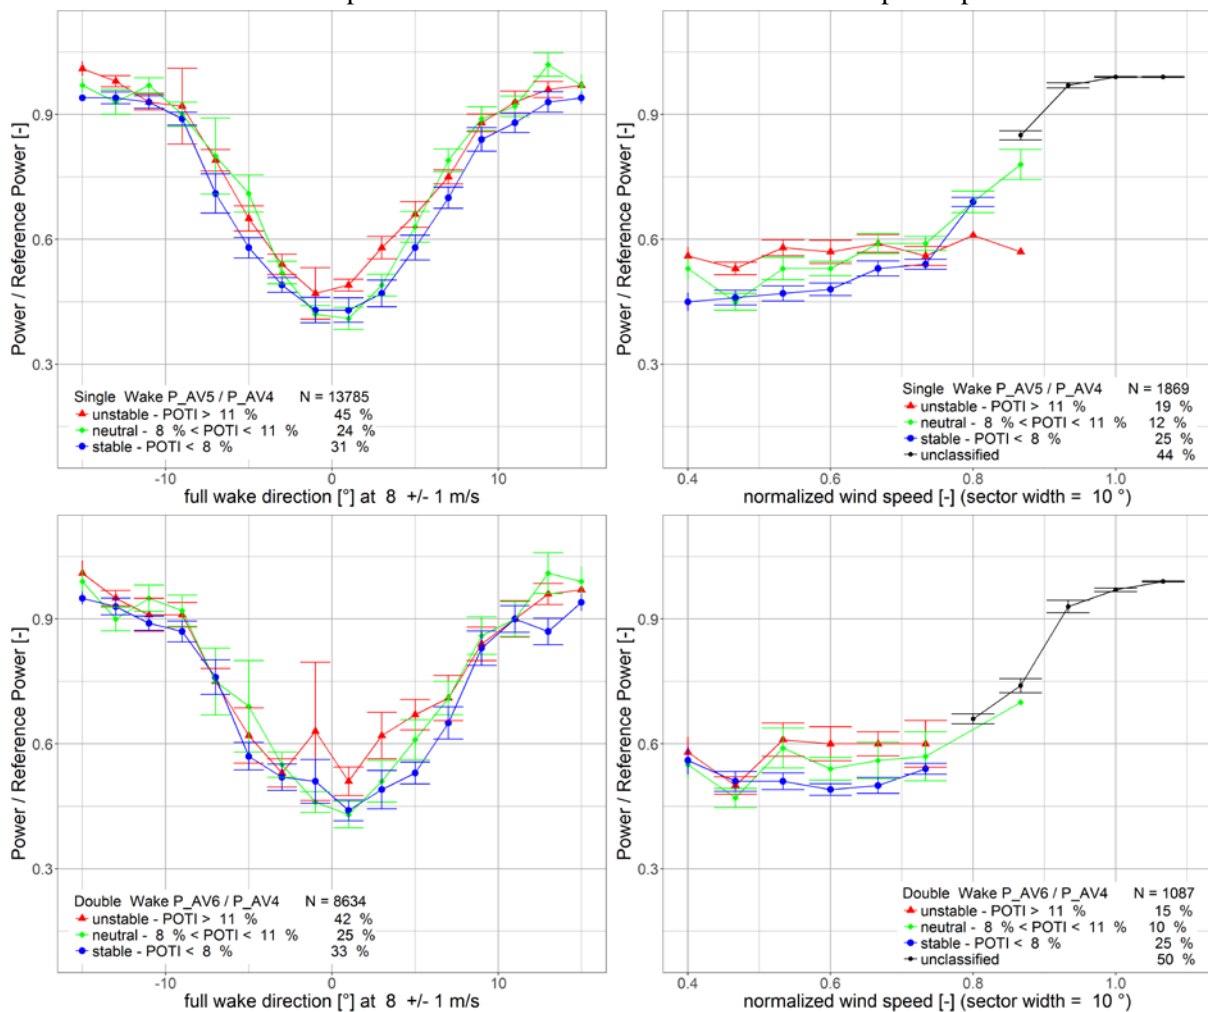 0.9
0.6
0.3
Power / Reference Power [-]
Single Wake P_AV5 / P_AV4 N = 13785
unstable - POTI > 11 % 45 %
neutral - 8 % < POTI < 11 % 24 %
stable - POTI < 8 % 31 %
-10 0 10
full wake direction [°] at 8 +/- 1 m/s
0.9
0.6
0.3
Power / Reference Power [-]
Single Wake P_AV5 / P_AV4 N = 1869
unstable - POTI > 11 % 19 %
neutral - 8 % < POTI < 11 % 12 %
stable - POTI < 8 % 25 %
unclassified 44 %
0.4 0.6 0.8 1.0
normalized wind speed [-] (sector width = 10 °)
0.9
0.6
0.3
Power / Reference Power [-]
Double Wake P_AV6 / P_AV4 N = 8634
unstable - POTI > 11 % 42 %
neutral - 8 % < POTI < 11 % 25 %
stable - POTI < 8 % 33 %
-10 0 10
full wake direction [°] at 8 +/- 1 m/s
0.9
0.6
0.3
Power / Reference Power [-]
Double Wake P_AV6 / P_AV4 N = 1087
unstable - POTI > 11 % 15 %
neutral - 8 % < POTI < 11 % 10 %
stable - POTI < 8 % 25 %
unclassified 50 %
0.4 0.6 0.8 1.0
normalized wind speed [-] (sector width = 10 °)